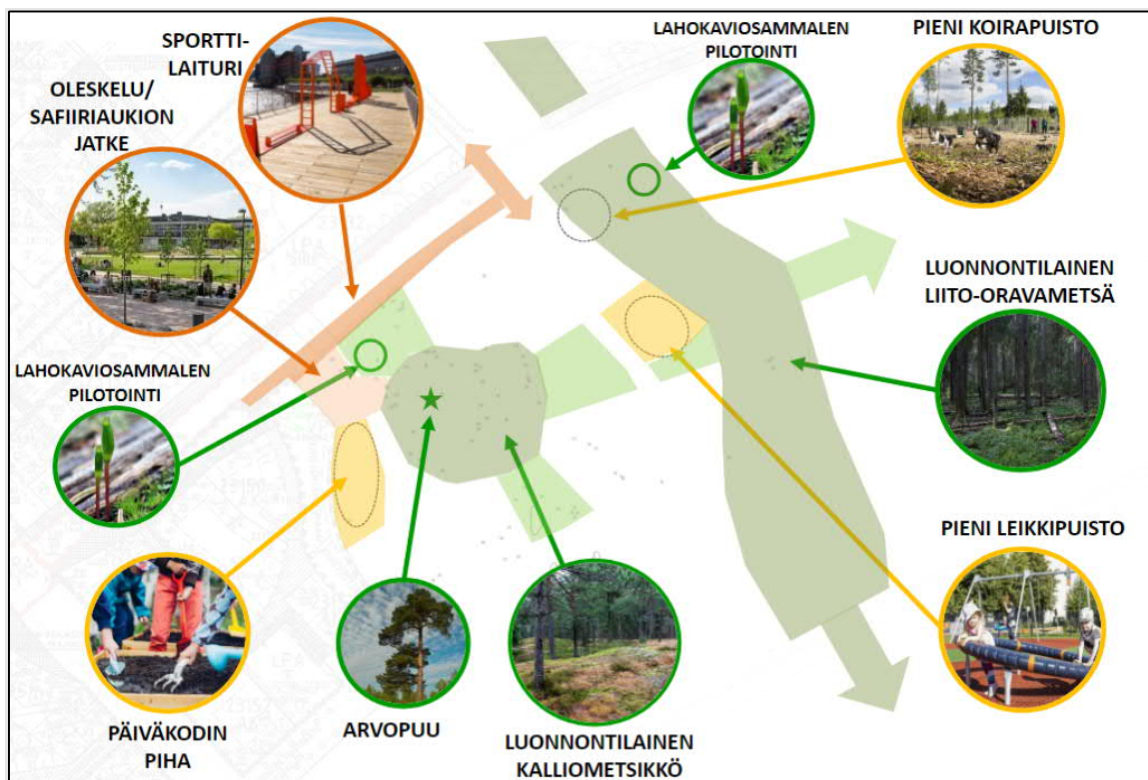 SPORTTI-
LAITURI
OLESKELU/
SAFIIRIAUKION
JATKE
LAHOKAVIOSAMMALEN
PILOTOINTI
PIENI KOIRAPUISTO
LUONNONTILAINEN
LIITO-ORAVAMETSÄ
LAHOKAVIOSAMMALEN
PILOTOINTI
PIENI LEIKKIPUISTO
PÄIVÄKODIN
PIHA
ARVOPUU
LUONNONTILAINEN
KALLIOMETSIKKÖ
LPA